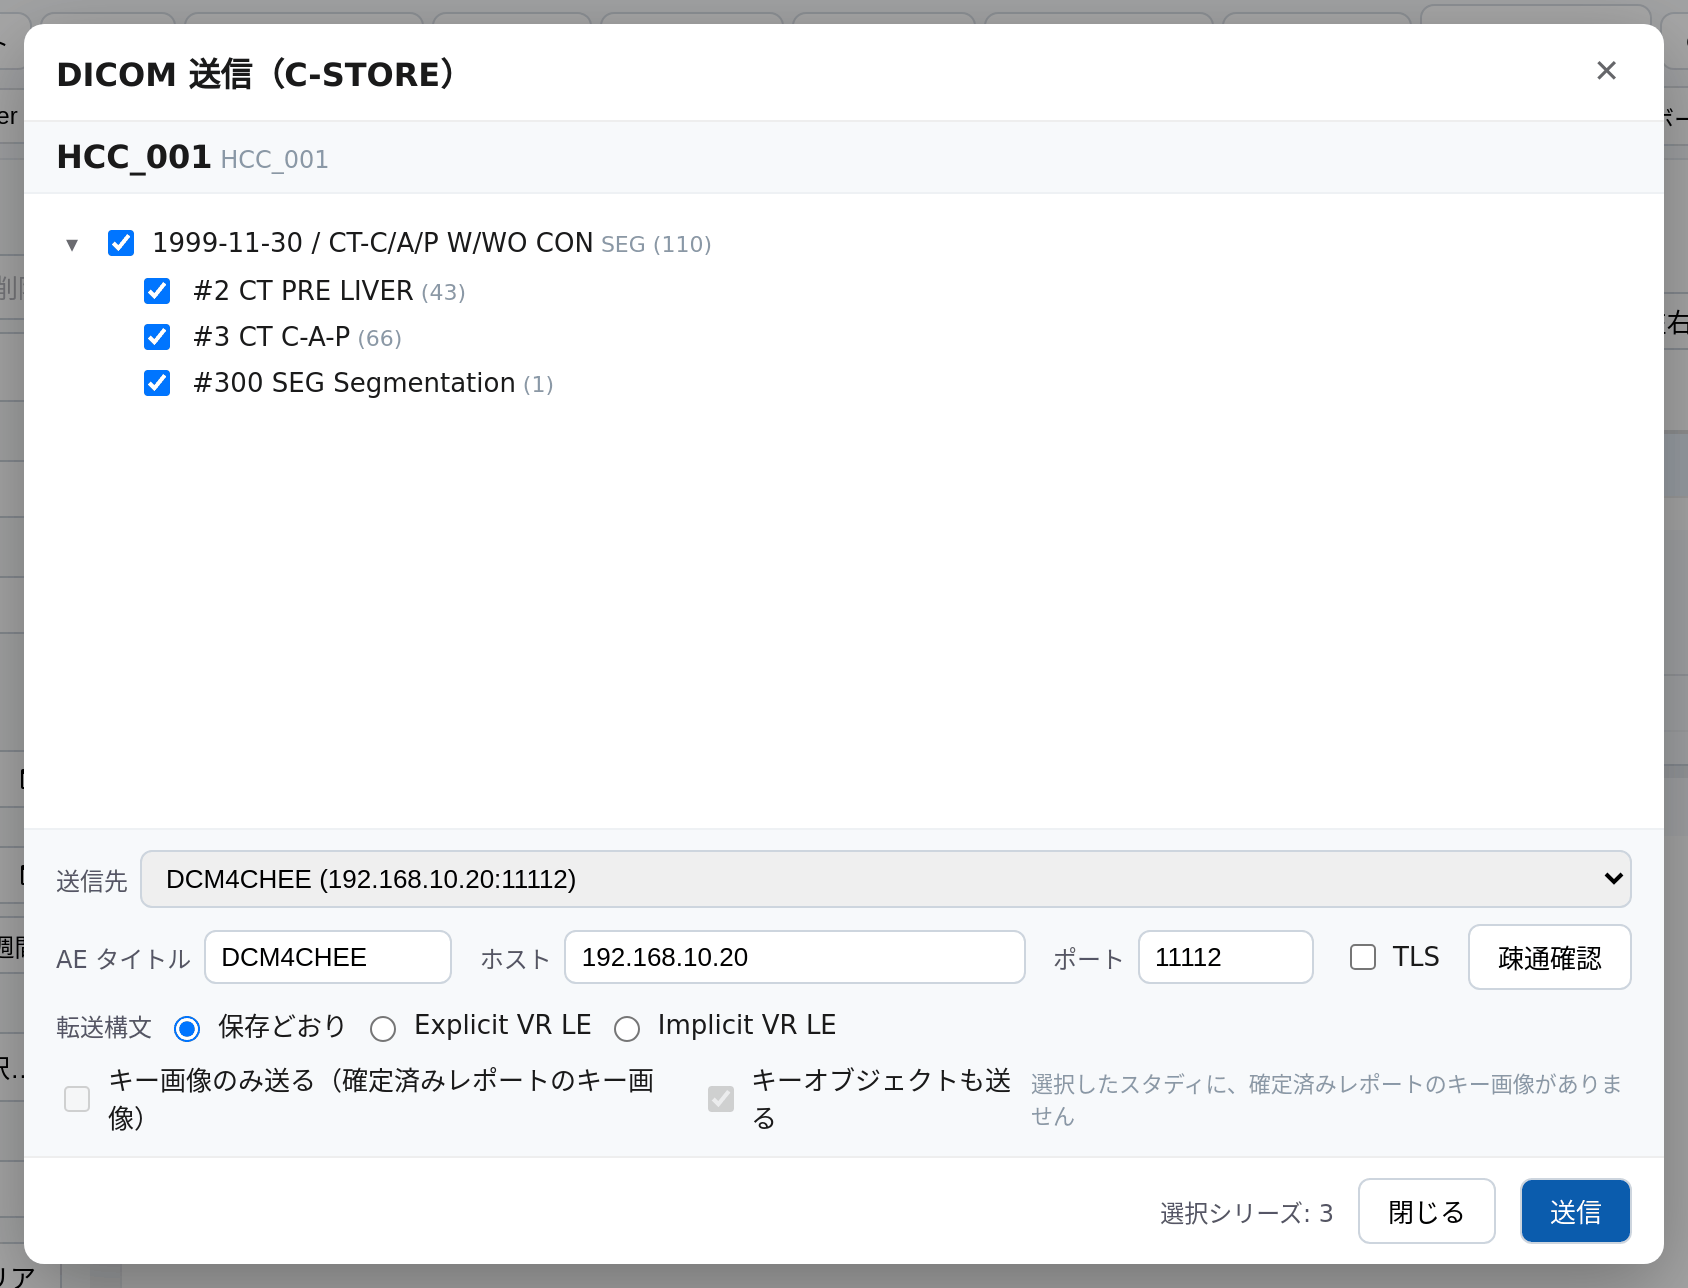 DICOM 送信（C-STORE）
✕
HCC_001 HCC_001
▼ 1999-11-30 / CT-C/A/P W/WO CON SEG (110)
#2 CT PRE LIVER (43)
#3 CT C-A-P (66)
#300 SEG Segmentation (1)
送信先 DCM4CHEE (192.168.10.20:11112)
AE タイトル DCM4CHEE ホスト 192.168.10.20 ポート 11112 TLS 疎通確認
転送構文 保存どおり Explicit VR LE Implicit VR LE
キー画像のみ送る（確定済みレポートのキー画
像）
キーオブジェクトも送
る
選択したスタディに、確定済みレポートのキー画像がありま
せん
選択シリーズ: 3 閉じる 送信